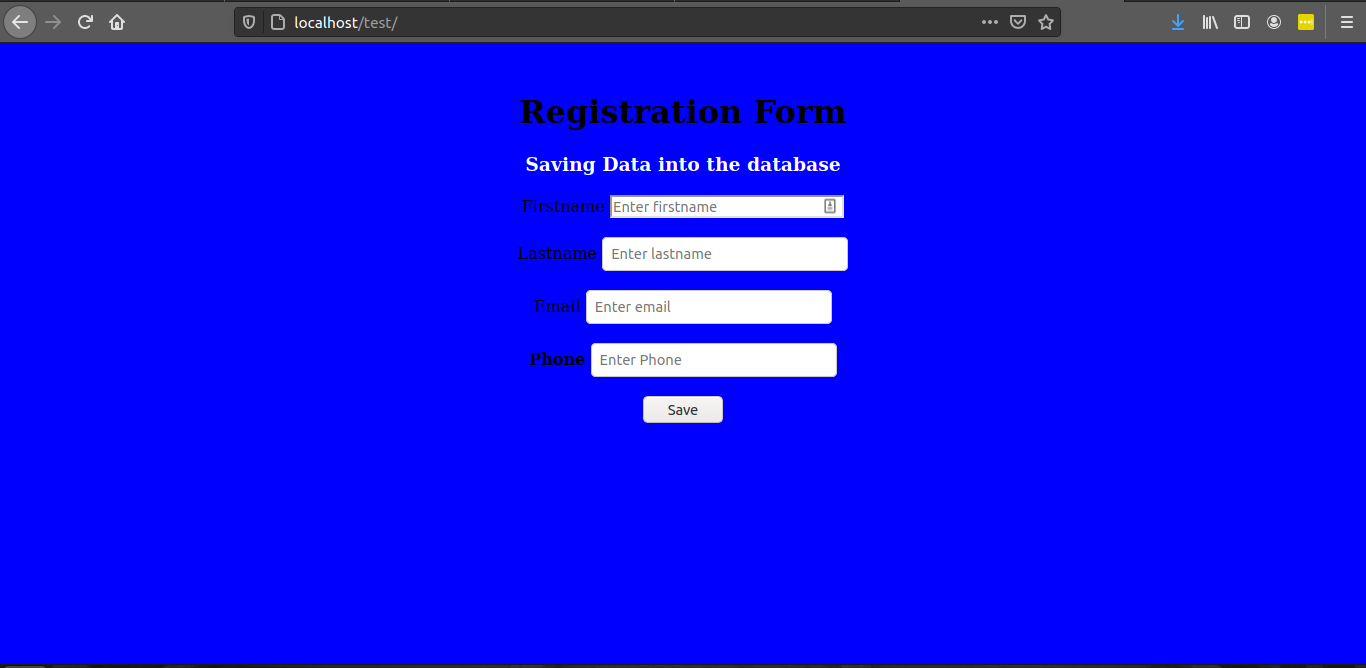 localhost/test/
Registration Form
Saving Data into the database
Firstname Enter firstname
Lastname Enter lastname
Email Enter email
Phone Enter Phone
Save